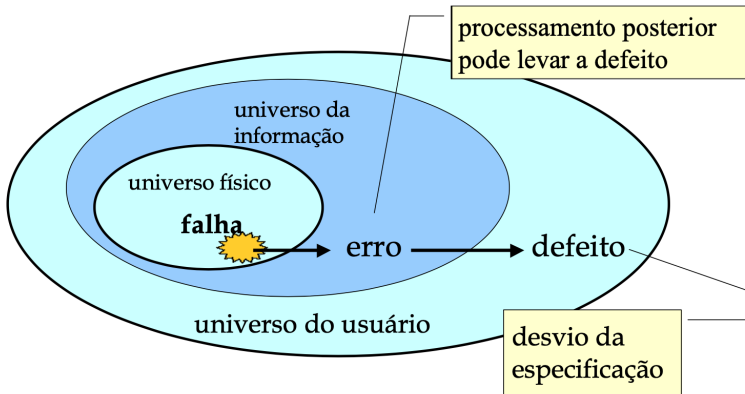 processamento posterior
pode levar a defeito
universo da
informação
universo físico
falha
erro
defeito
universo do usuário
desvio da
especificação